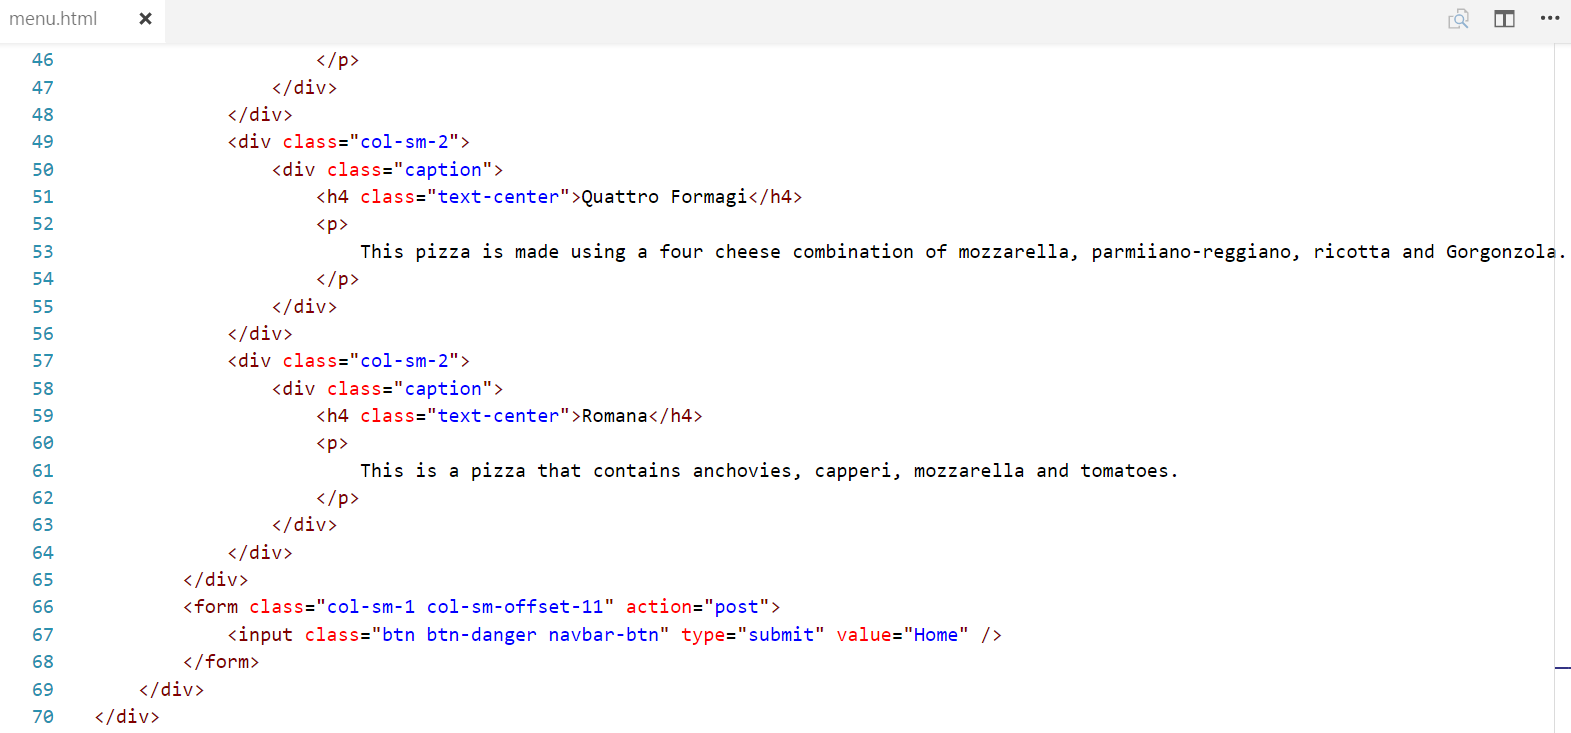 menu.html
46                        </p>
47                    </div>
48                </div>
49                <div class="col-sm-2">
50                    <div class="caption">
51                        <h4 class="text-center">Quattro Formagi</h4>
52                        <p>
53                            This pizza is made using a four cheese combination of mozzarella, parmiiano-reggiano, ricotta and Gorgonzola.
54                        </p>
55                    </div>
56                </div>
57                <div class="col-sm-2">
58                    <div class="caption">
59                        <h4 class="text-center">Romana</h4>
60                        <p>
61                            This is a pizza that contains anchovies, capperi, mozzarella and tomatoes.
62                        </p>
63                    </div>
64                </div>
65            </div>
66            <form class="col-sm-1 col-sm-offset-11" action="post">
67                <input class="btn btn-danger navbar-btn" type="submit" value="Home" />
68            </form>
69        </div>
70    </div>